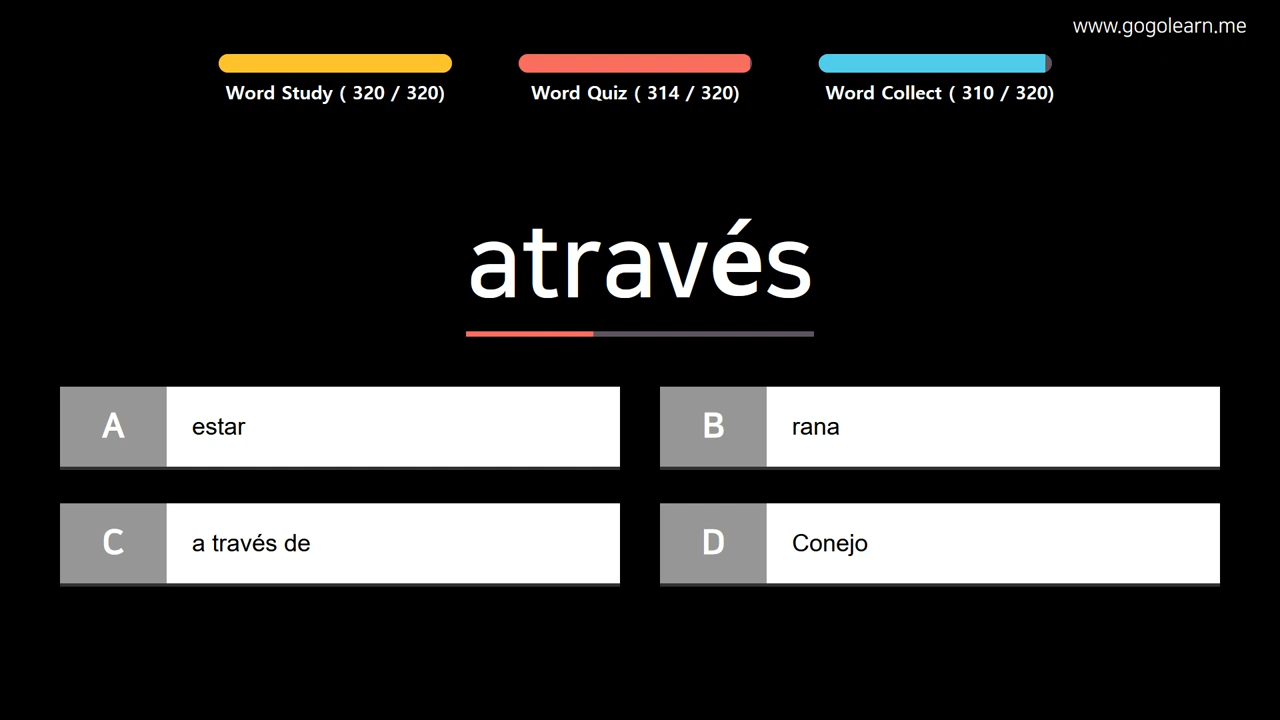 www.gogolearn.me
Word Study ( 320 / 320)
Word Quiz ( 314 / 320)
Word Collect ( 310 / 320)
através
A estar
B rana
C a través de
D Conejo